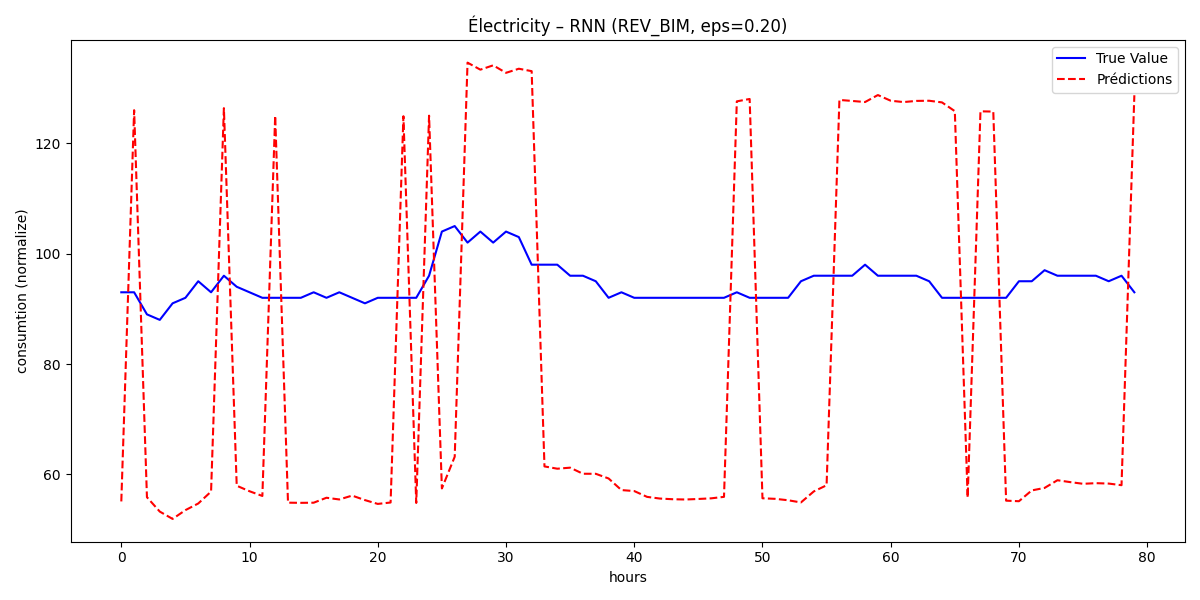 Électricity – RNN (REV_BIM, eps=0.20)
True Value
Prédictions
consumtion (normalize)
120
100
80
60
0 10 20 30 40 50 60 70 80
hours